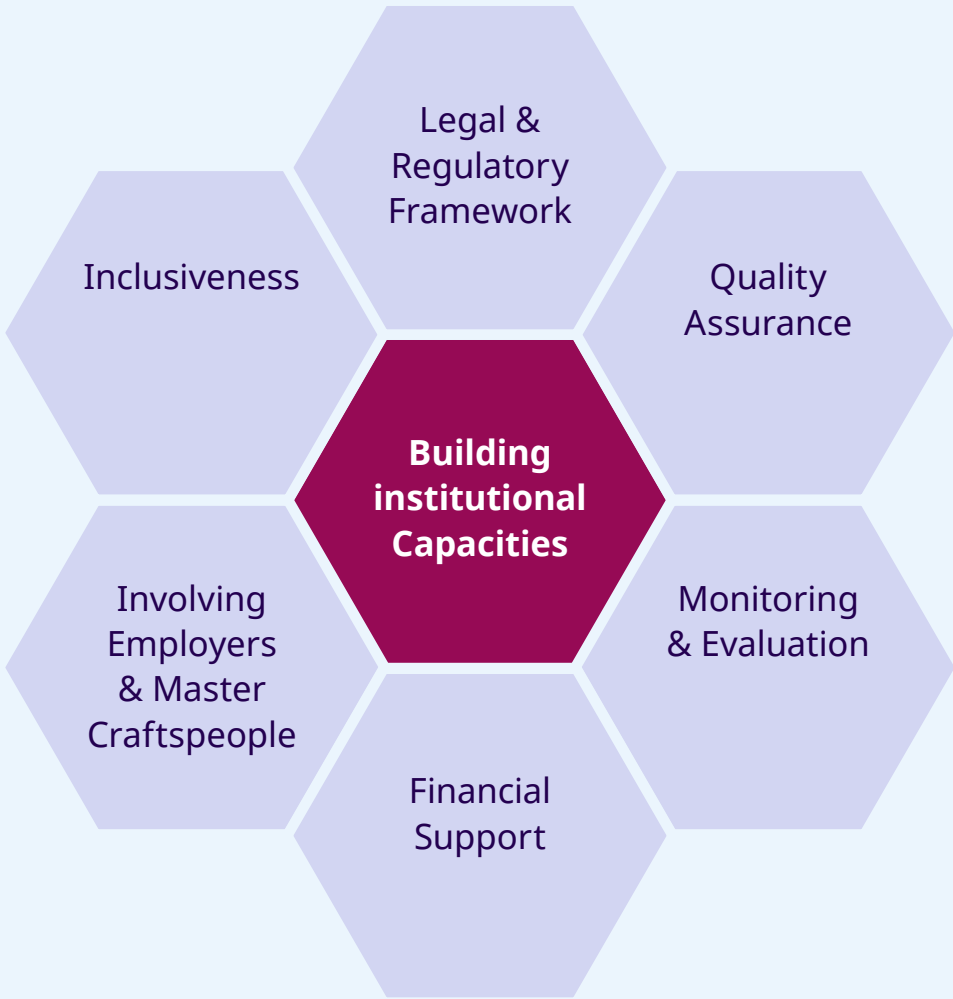 Legal &
Regulatory
Framework
Inclusiveness
Quality
Assurance
Building
institutional
Capacities
Involving
Employers
& Master
Craftspeople
Monitoring
& Evaluation
Financial
Support